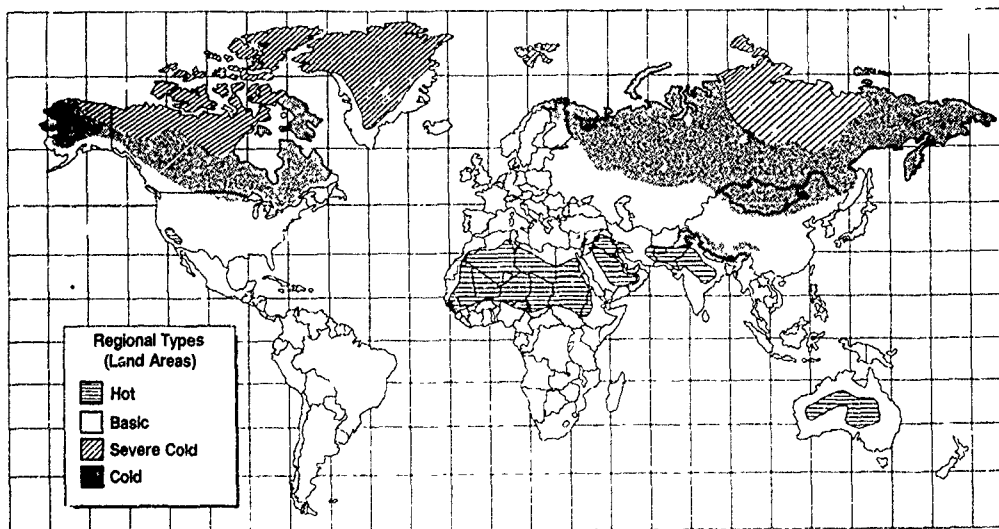 Regional Types
(Land Areas)
Hot
Basic
Severe Cold
Cold